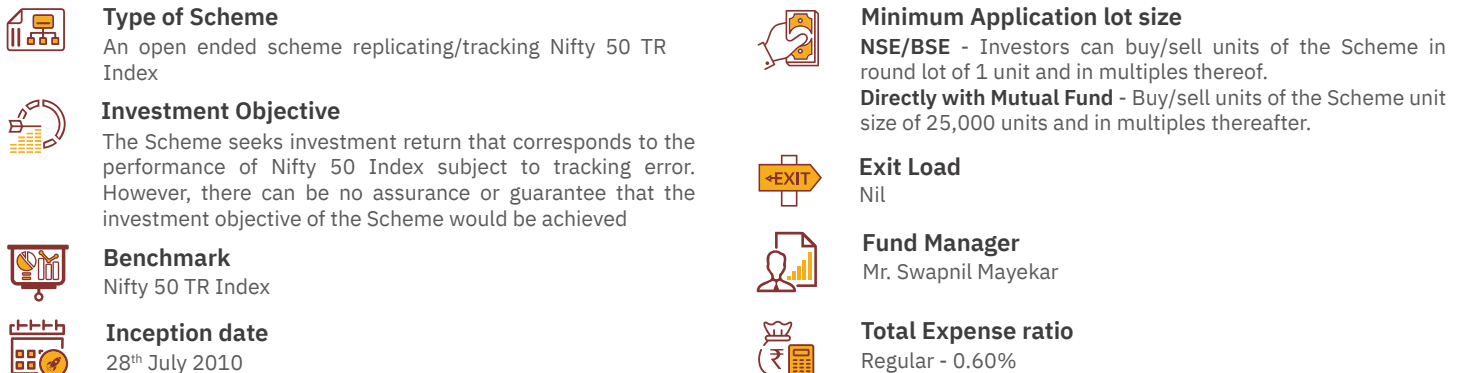 Type of Scheme
An open ended scheme replicating/tracking Nifty 50 TR
Index
Investment Objective
The Scheme seeks investment return that corresponds to the
performance of Nifty 50 Index subject to tracking error.
However, there can be no assurance or guarantee that the
investment objective of the Scheme would be achieved
Benchmark
Nifty 50 TR Index
Inception date
28th July 2010
Minimum Application lot size
NSE/BSE - Investors can buy/sell units of the Scheme in
round lot of 1 unit and in multiples thereof.
Directly with Mutual Fund - Buy/sell units of the Scheme unit
size of 25,000 units and in multiples thereafter.
EXIT
Exit Load
Nil
Fund Manager
Mr. Swapnil Mayekar
₹
Total Expense ratio
Regular - 0.60%